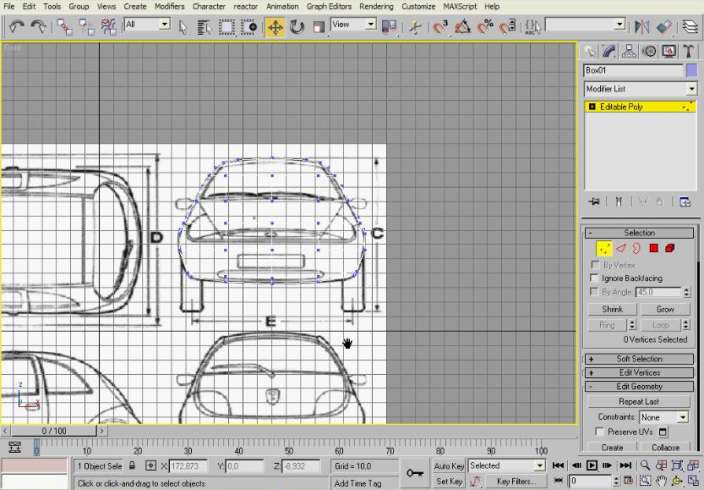 File Edit Tools Group Views Create Modifiers Character reactor Animation Graph Editors Rendering Customize MAXScript Help
All View
Box01
Modifier List
Editable Poly
D C
E
- Selection
By Vertex
Ignore Backfacing
By Angle: 45.0
Shrink Grow
Ring Loop
0 Vertices Selected
+ Soft Selection
+ Edit Vertices
- Edit Geometry
Repeat Last
Constraints: None
Preserve UVs
Create Collapse
< 0 / 100 >
0 10 20 30 40 50 60 70 80 90 100
1 Object Sele X: 172,873 Y: 0,0 Z: -8,932 Grid = 10,0 Auto Key Selected
Click or click-and-drag to select objects Add Time Tag Set Key Key Filters... 0